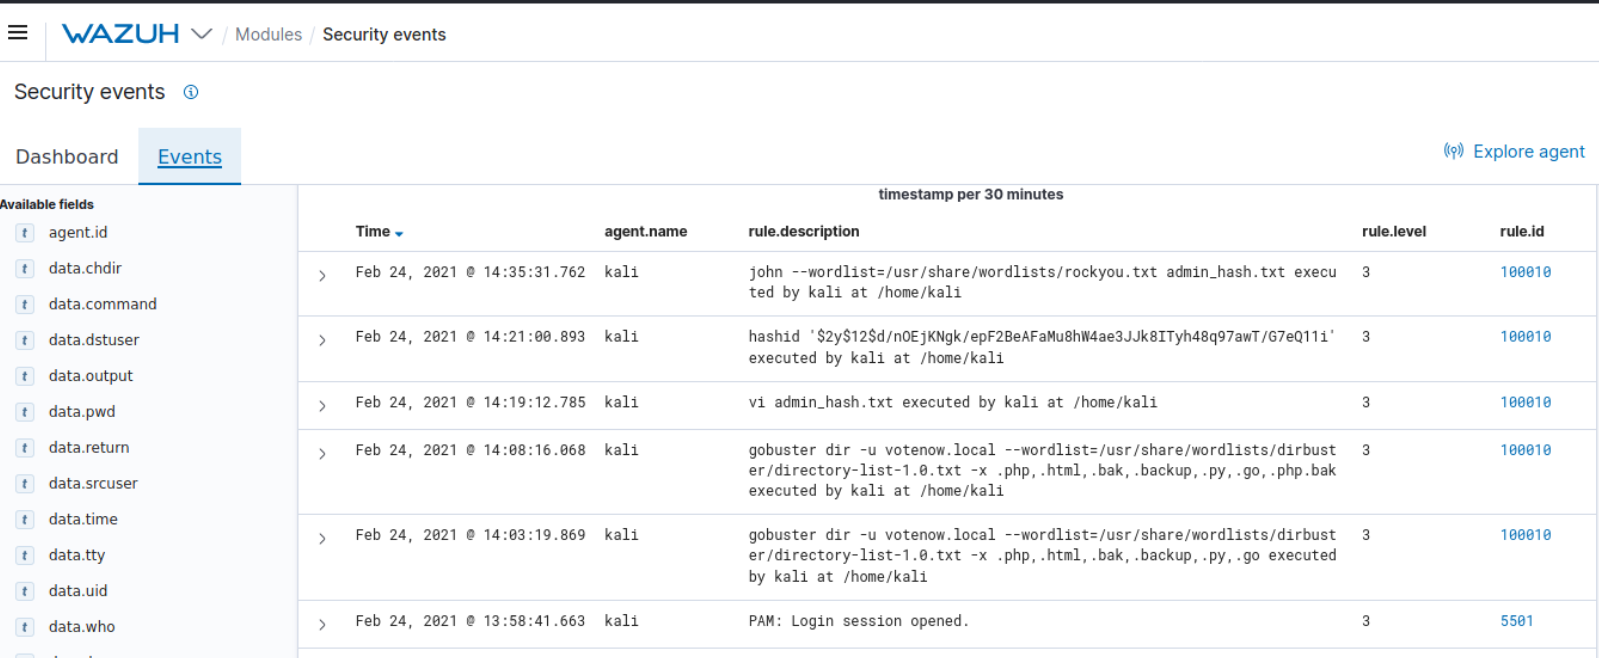 WAZUH / Modules / Security events
Security events
Dashboard Events
Explore agent
Available fields
t agent.id
t data.chdir
t data.command
t data.dstuser
t data.output
t data.pwd
t data.return
t data.srcuser
t data.time
t data.tty
t data.uid
t data.who
timestamp per 30 minutes
Time agent.name rule.description rule.level rule.id
Feb 24, 2021 @ 14:35:31.762 kali john --wordlist=/usr/share/wordlists/rockyou.txt admin_hash.txt execu 3 100010
ted by kali at /home/kali
Feb 24, 2021 @ 14:21:00.893 kali hashid '$2y$12$d/nOEjKNgk/epF2BeAFaMu8hW4ae3JJk8ITyh48q97awT/G7eQ11i' 3 100010
executed by kali at /home/kali
Feb 24, 2021 @ 14:19:12.785 kali vi admin_hash.txt executed by kali at /home/kali 3 100010
Feb 24, 2021 @ 14:08:16.068 kali gobuster dir -u votenow.local --wordlist=/usr/share/wordlists/dirbust 3 100010
er/directory-list-1.0.txt -x .php,.html,.bak,.backup,.py,.go,.php.bak
executed by kali at /home/kali
Feb 24, 2021 @ 14:03:19.869 kali gobuster dir -u votenow.local --wordlist=/usr/share/wordlists/dirbust 3 100010
er/directory-list-1.0.txt -x .php,.html,.bak,.backup,.py,.go executed
by kali at /home/kali
Feb 24, 2021 @ 13:58:41.663 kali PAM: Login session opened. 3 5501